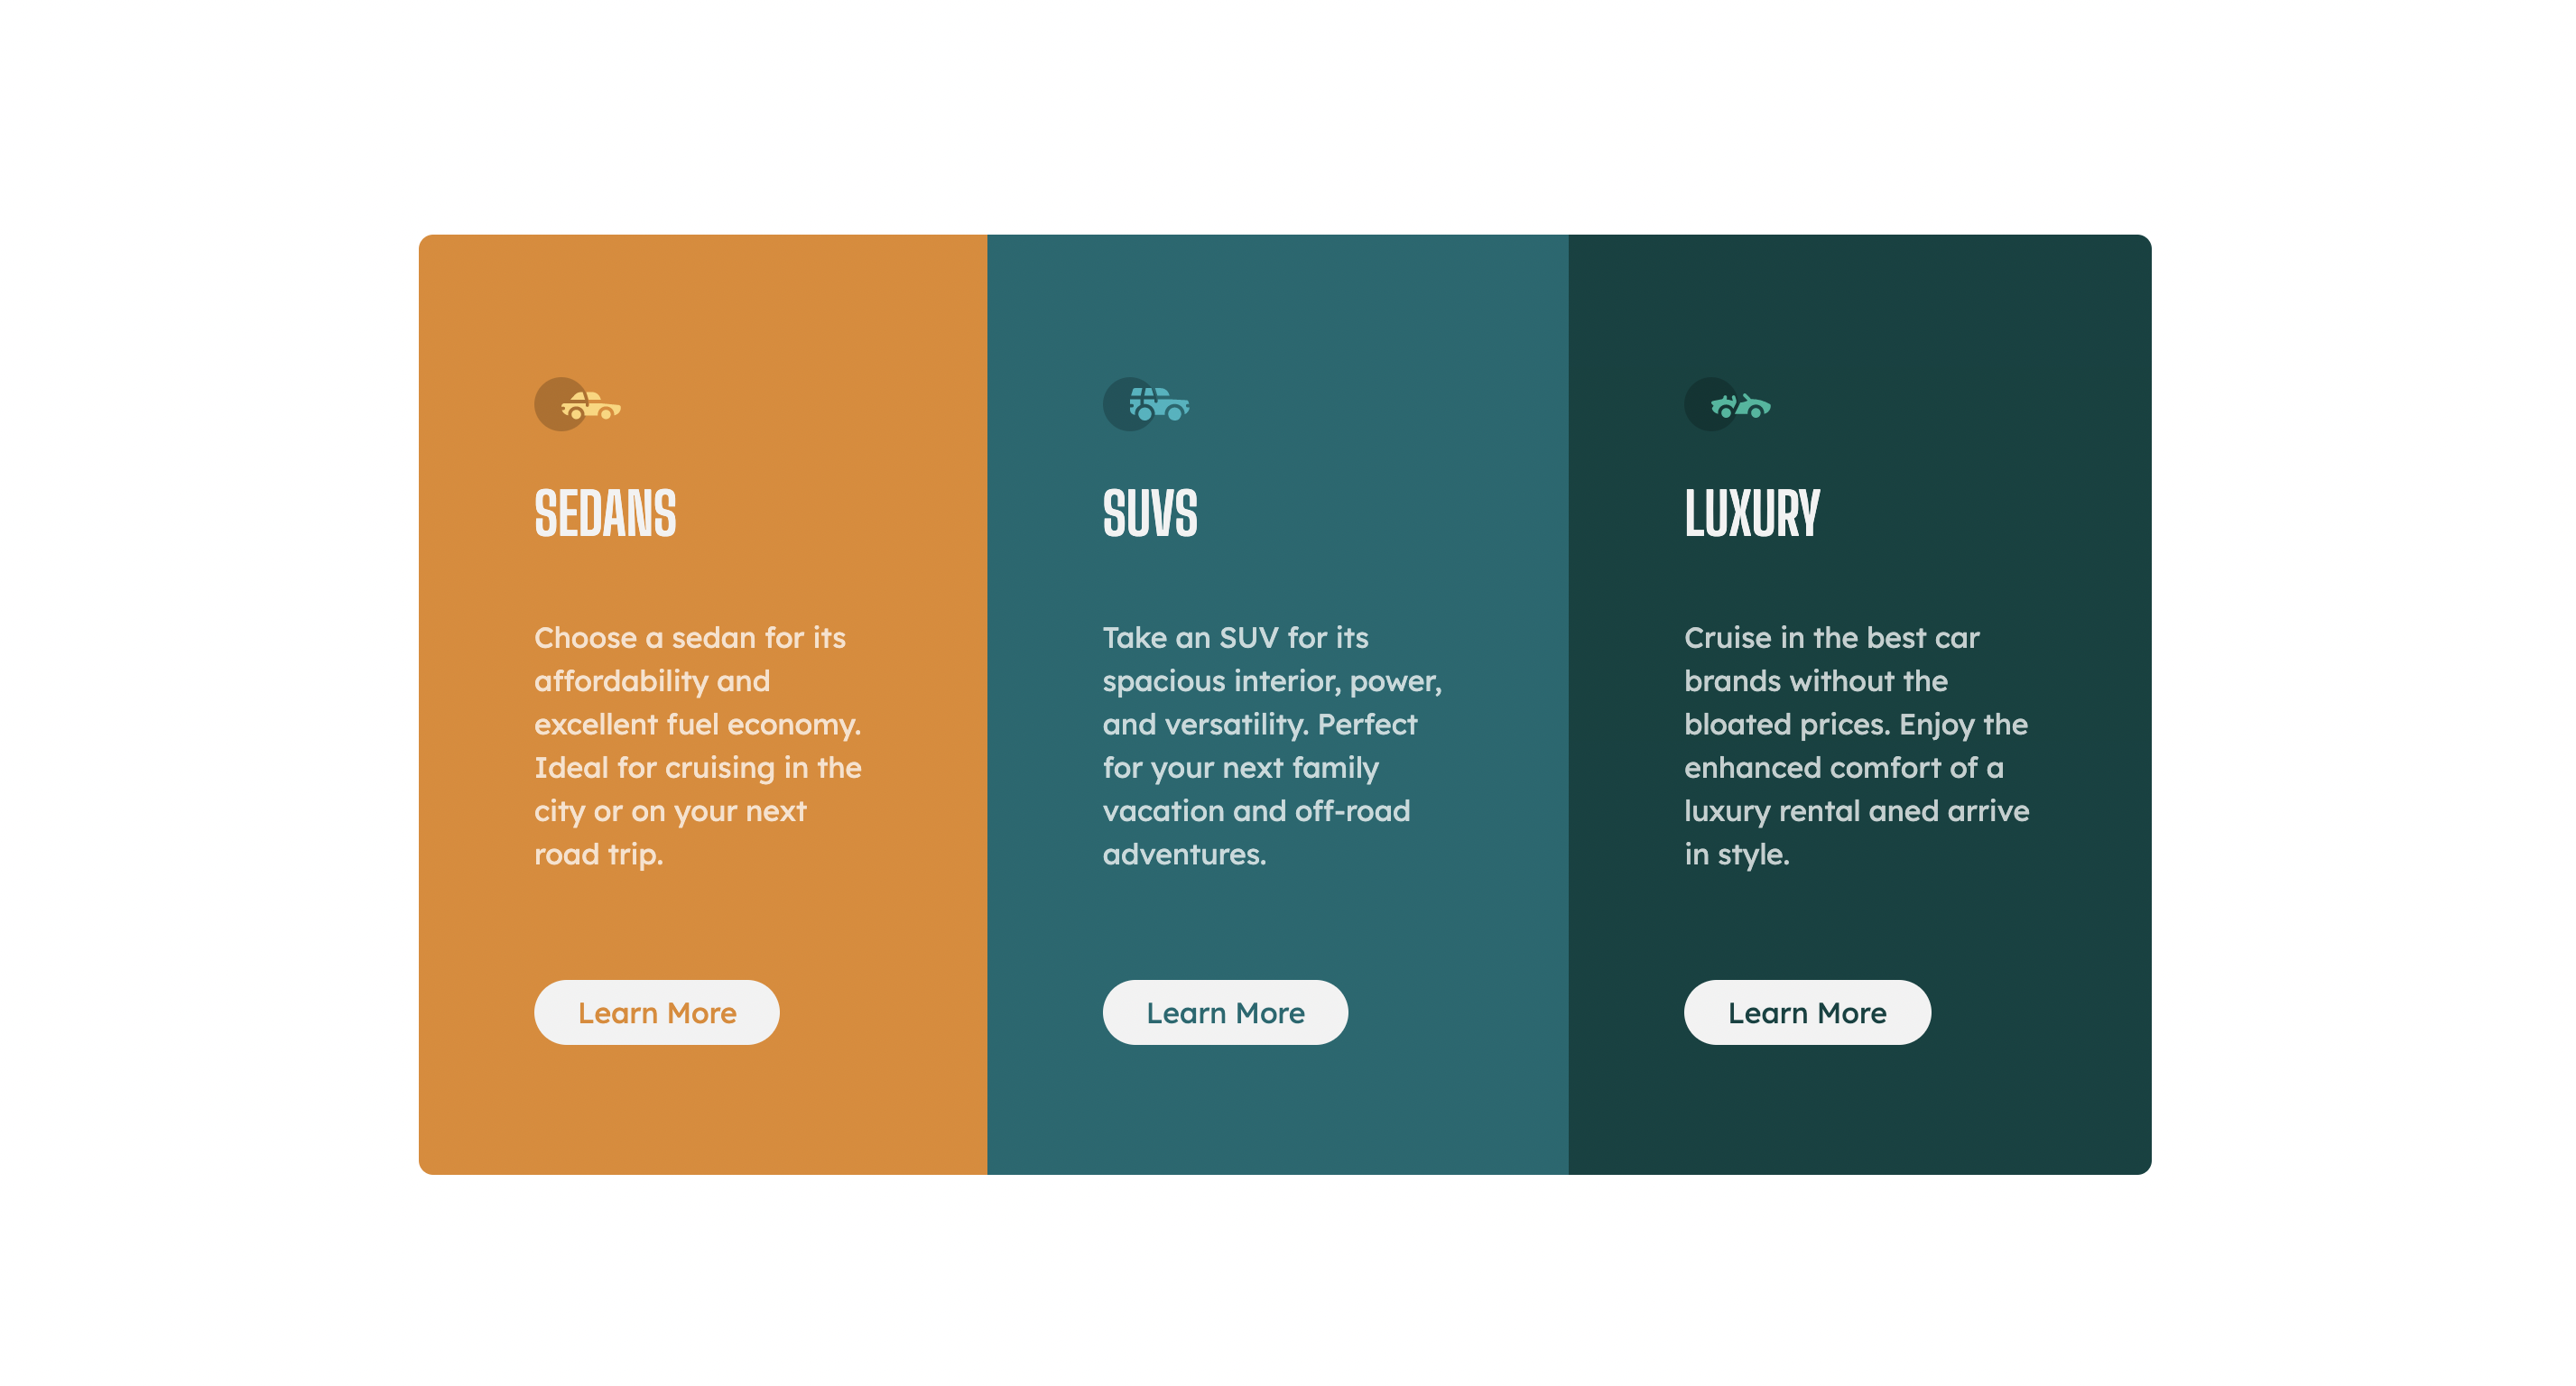 SEDANS
Choose a sedan for its
affordability and
excellent fuel economy.
Ideal for cruising in the
city or on your next
road trip.
Learn More
SUVS
Take an SUV for its
spacious interior, power,
and versatility. Perfect
for your next family
vacation and off-road
adventures.
Learn More
LUXURY
Cruise in the best car
brands without the
bloated prices. Enjoy the
enhanced comfort of a
luxury rental aned arrive
in style.
Learn More